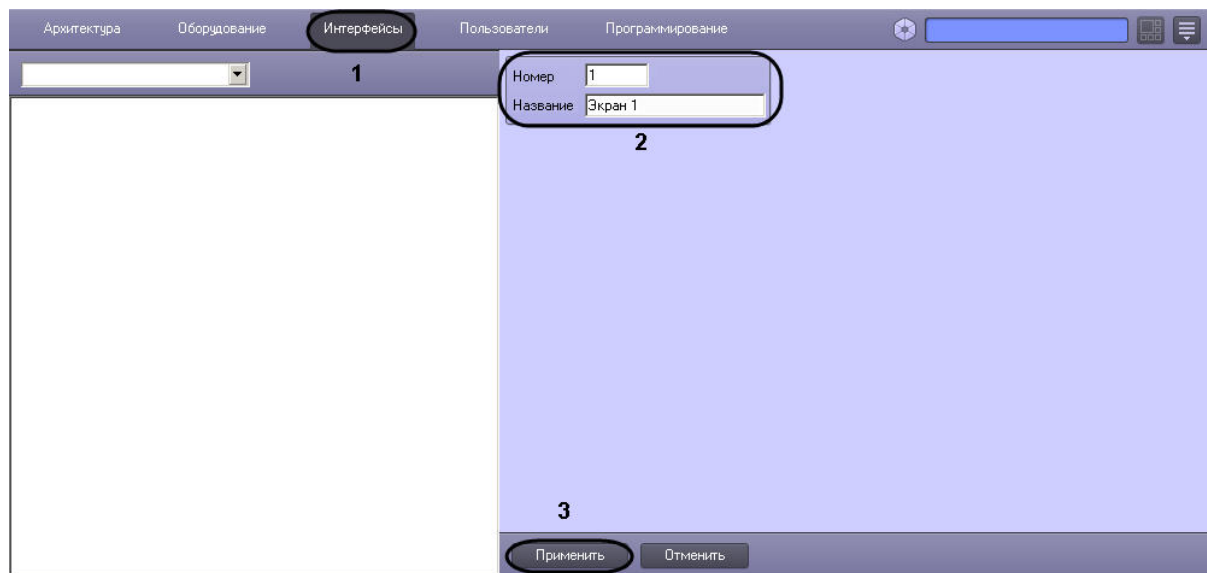 Архитектура Оборудование Интерфейсы Пользователи Программирование
1
Номер 1
Название Экран 1
2
3
Применить Отменить